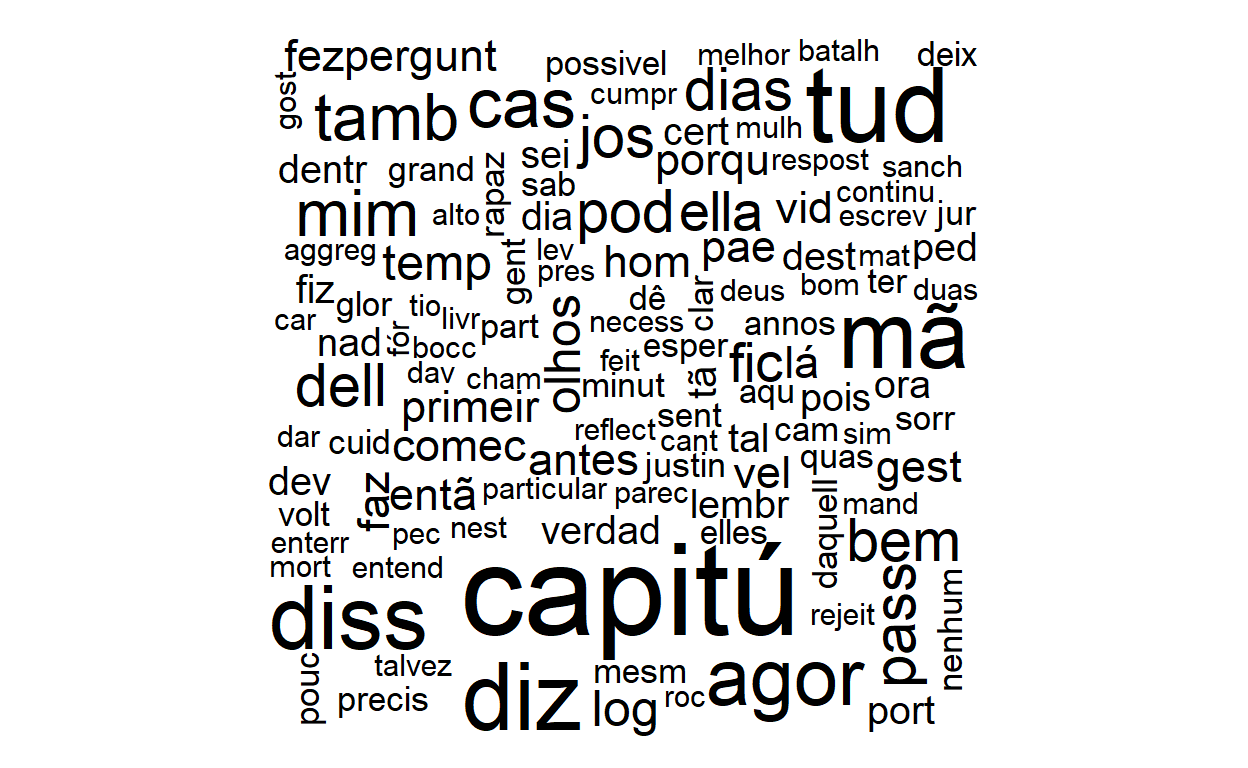 fez pergunt possivel melhor batalh deix
gost tamb cas cumpr dias tud
jos cert mulh
dentr grand rapaz sei porqu respost sanch
sab continu
mim alto dia pod ella vid escrev jur
aggreg temp gent lev pres hom pae dest mat ped
fiz glor tio livr part dê clar deus bom ter duas
car nad fór bocc olhos necess annos mã
esper
dell dav cham feit minut tã fic lá aqu pois ora
primeir sent
dar cuid comec reflect cant tal cam sim sorr
antes justin vel quas gest
dev faz entã particular parec lembr daquell mand
volt pec nest verdad elles bem
enterr
mort entend capitú pass nenhum
diss rejeit
pouc talvez diz mesm agor
precis log roc port